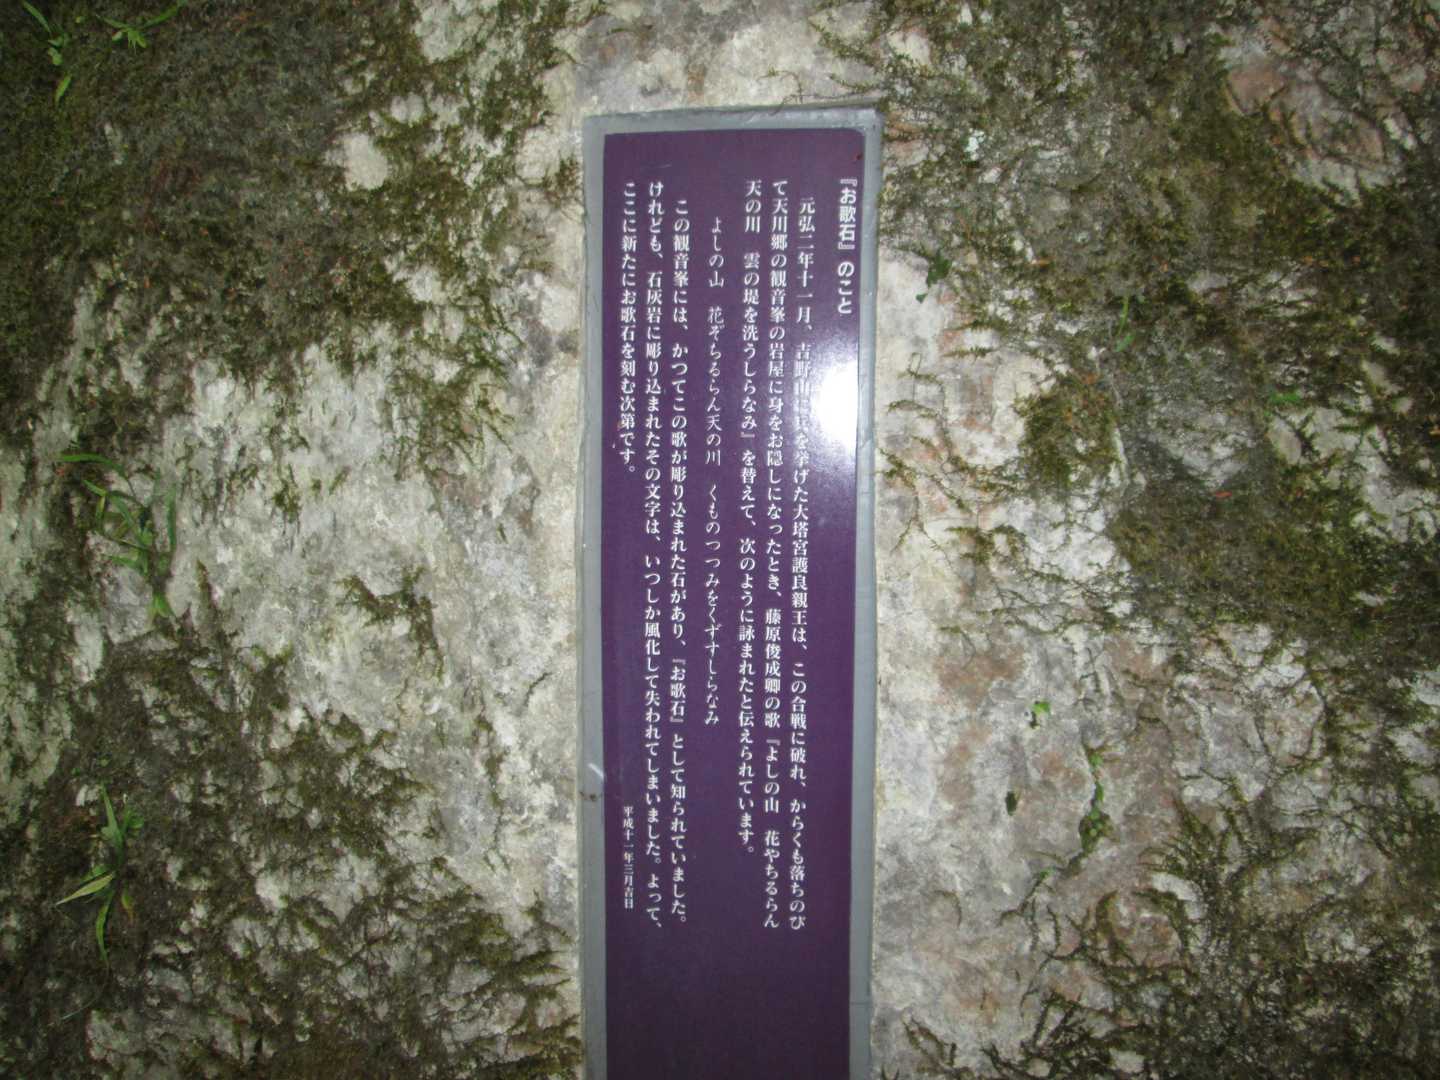 『お歌石』のこと
元弘二年十一月、吉野山に兵を挙げた大塔宮護良親王は、この合戦に破れ、からくも落ちのび
て天川郷の観音峯の岩屋に身をお隠しになったとき、藤原俊成卿の歌『よしの山　花やちるらん
天の川　雲の堤を洗うしらなみ』を替えて、次のように詠まれたと伝えられています。
よしの山　花ぞちるらん天の川　くものつつみをくずすしらなみ
この観音峯には、かつてこの歌が彫り込まれた石があり、『お歌石』として知られていました。
けれども、石灰岩に彫り込まれたその文字は、いつしか風化して失われてしまいました。よって、
ここに新たにお歌石を刻む次第です。
平成十一年三月吉日